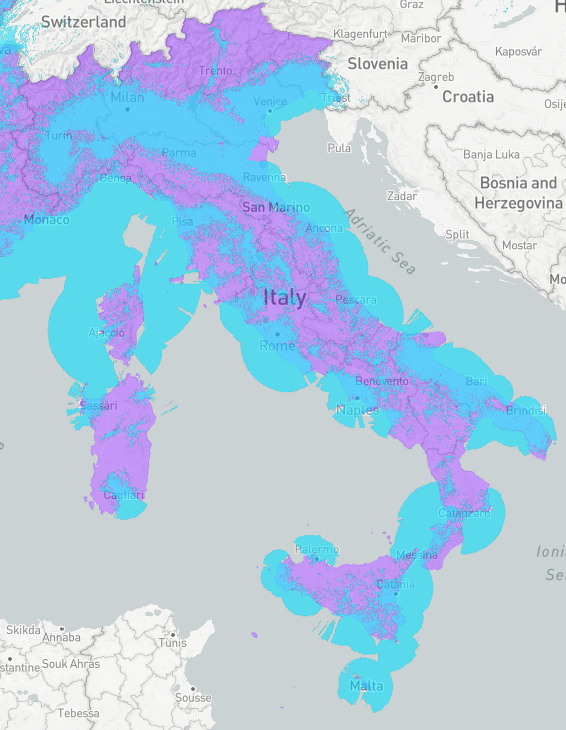 Liechtenstein
Graz
Switzerland
Klagenfurt
Maribor
Kaposvár
Slovenia
Trento
Zagreb
Milan
Venice
Trieste
Croatia
Osije
Turin
Parma
Pula
Banja Luka
Genoa
Ravenna
Bosnia and
Herzegovina
Zadar
Monaco
San Marino
Pisa
Ancona
Adriatic Sea
Split
Mostar
Mo
Italy
Pescara
Ajaccio
Rome
Benevento
Bari
Sassari
Naples
Brindisi
Cagliari
Catanzaro
Palermo
Messina
Ioni
Se
Catania
Skikda
Annaba
Tunis
stantine
Souk Ahras
Malta
Sousse
Tebessa